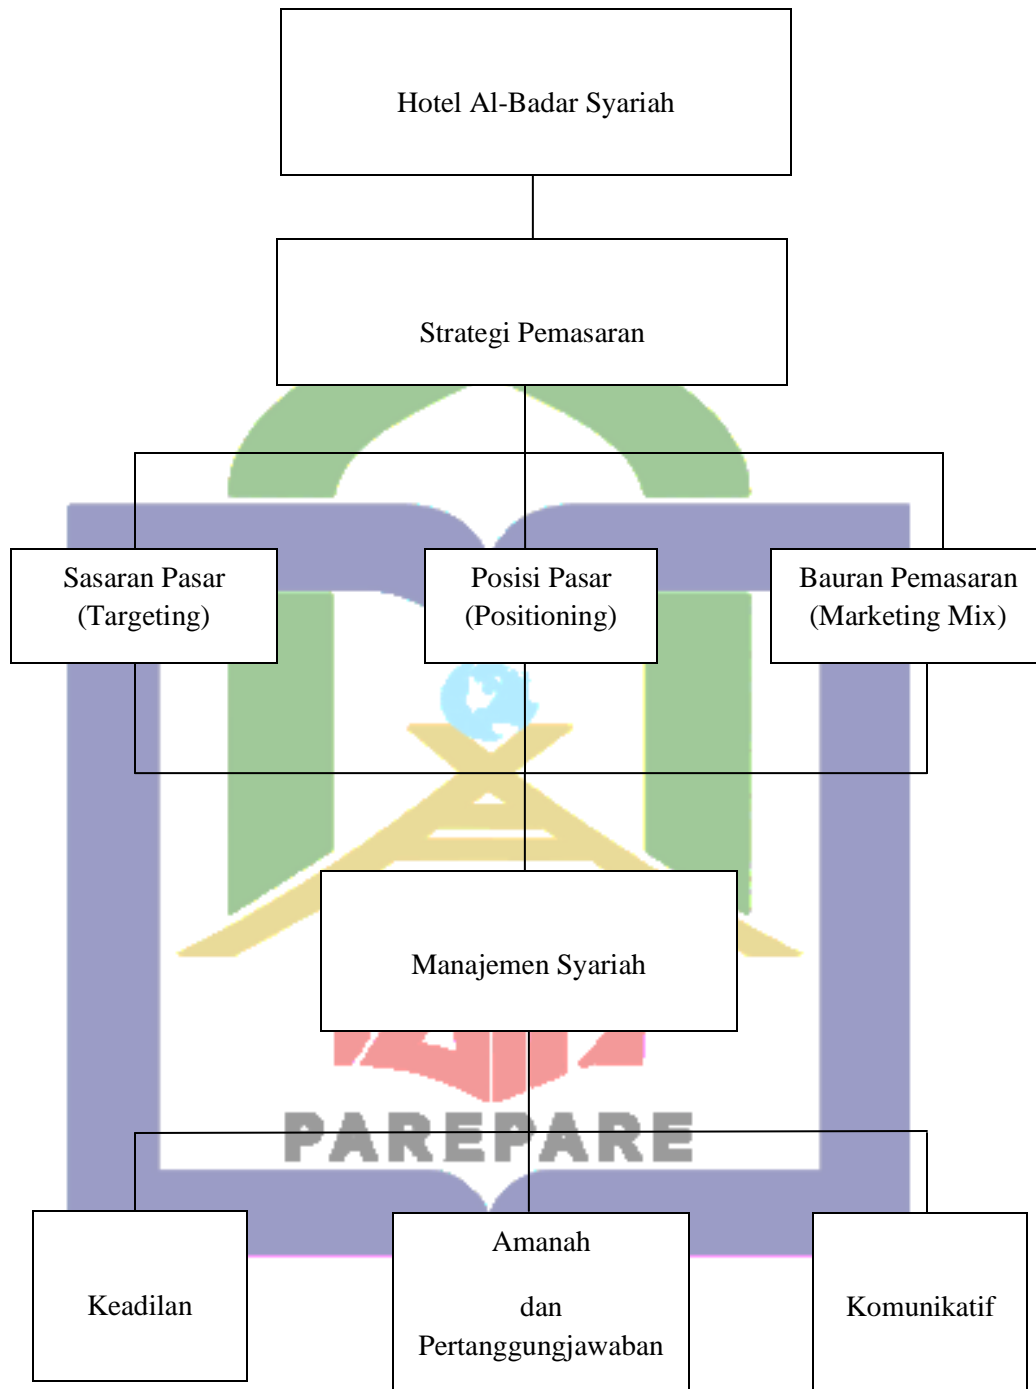 Hotel Al-Badar Syariah
Strategi Pemasaran
Sasaran Pasar
(Targeting)
Posisi Pasar
(Positioning)
Bauran Pemasaran
(Marketing Mix)
Manajemen Syariah
PAREPARE
Keadilan
Amanah
dan
Pertanggungjawaban
Komunikatif